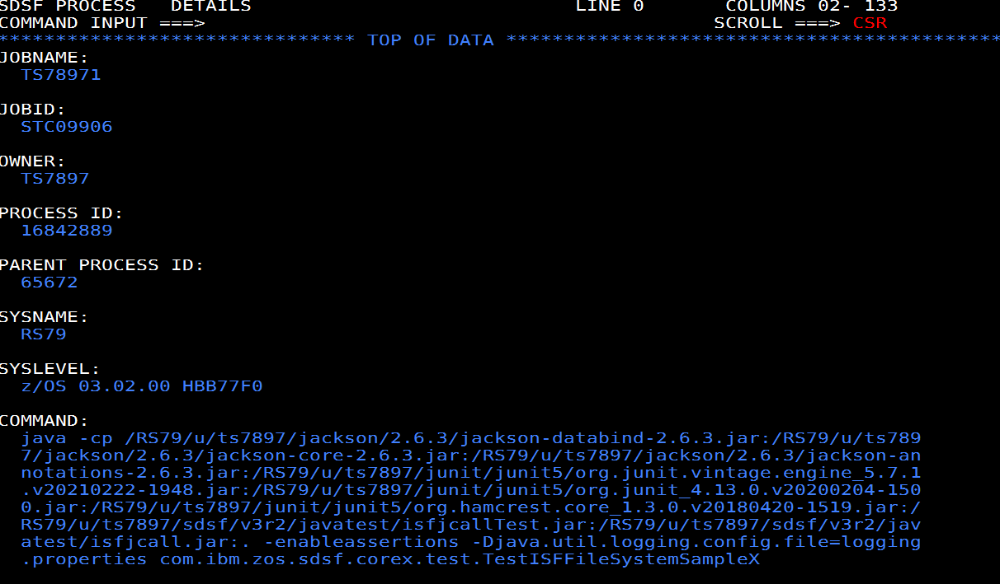 SDSF PROCESS   DETAILS                            LINE 0       COLUMNS 02- 133
COMMAND INPUT ===>                                            SCROLL ===> CSR
******************************* TOP OF DATA *******************************************
JOBNAME:
  TS78971
JOBID:
  STC09906
OWNER:
  TS7897
PROCESS ID:
  16842889
PARENT PROCESS ID:
  65672
SYSNAME:
  RS79
SYSLEVEL:
  z/OS 03.02.00 HBB77F0
COMMAND:
  java -cp /RS79/u/ts7897/jackson/2.6.3/jackson-databind-2.6.3.jar:/RS79/u/ts789
  7/jackson/2.6.3/jackson-core-2.6.3.jar:/RS79/u/ts7897/jackson/2.6.3/jackson-an
  notations-2.6.3.jar:/RS79/u/ts7897/junit/junit5/org.junit.vintage.engine_5.7.1
  .v20210222-1948.jar:/RS79/u/ts7897/junit/junit5/org.junit_4.13.0.v20200204-150
  0.jar:/RS79/u/ts7897/junit/junit5/org.hamcrest.core_1.3.0.v20180420-1519.jar:/
  RS79/u/ts7897/sdsf/v3r2/javatest/isfjcallTest.jar:/RS79/u/ts7897/sdsf/v3r2/jav
  atest/isfjcall.jar:. -enableassertions -Djava.util.logging.config.file=logging
  .properties com.ibm.zos.sdsf.corex.test.TestISFFileSystemSampleX